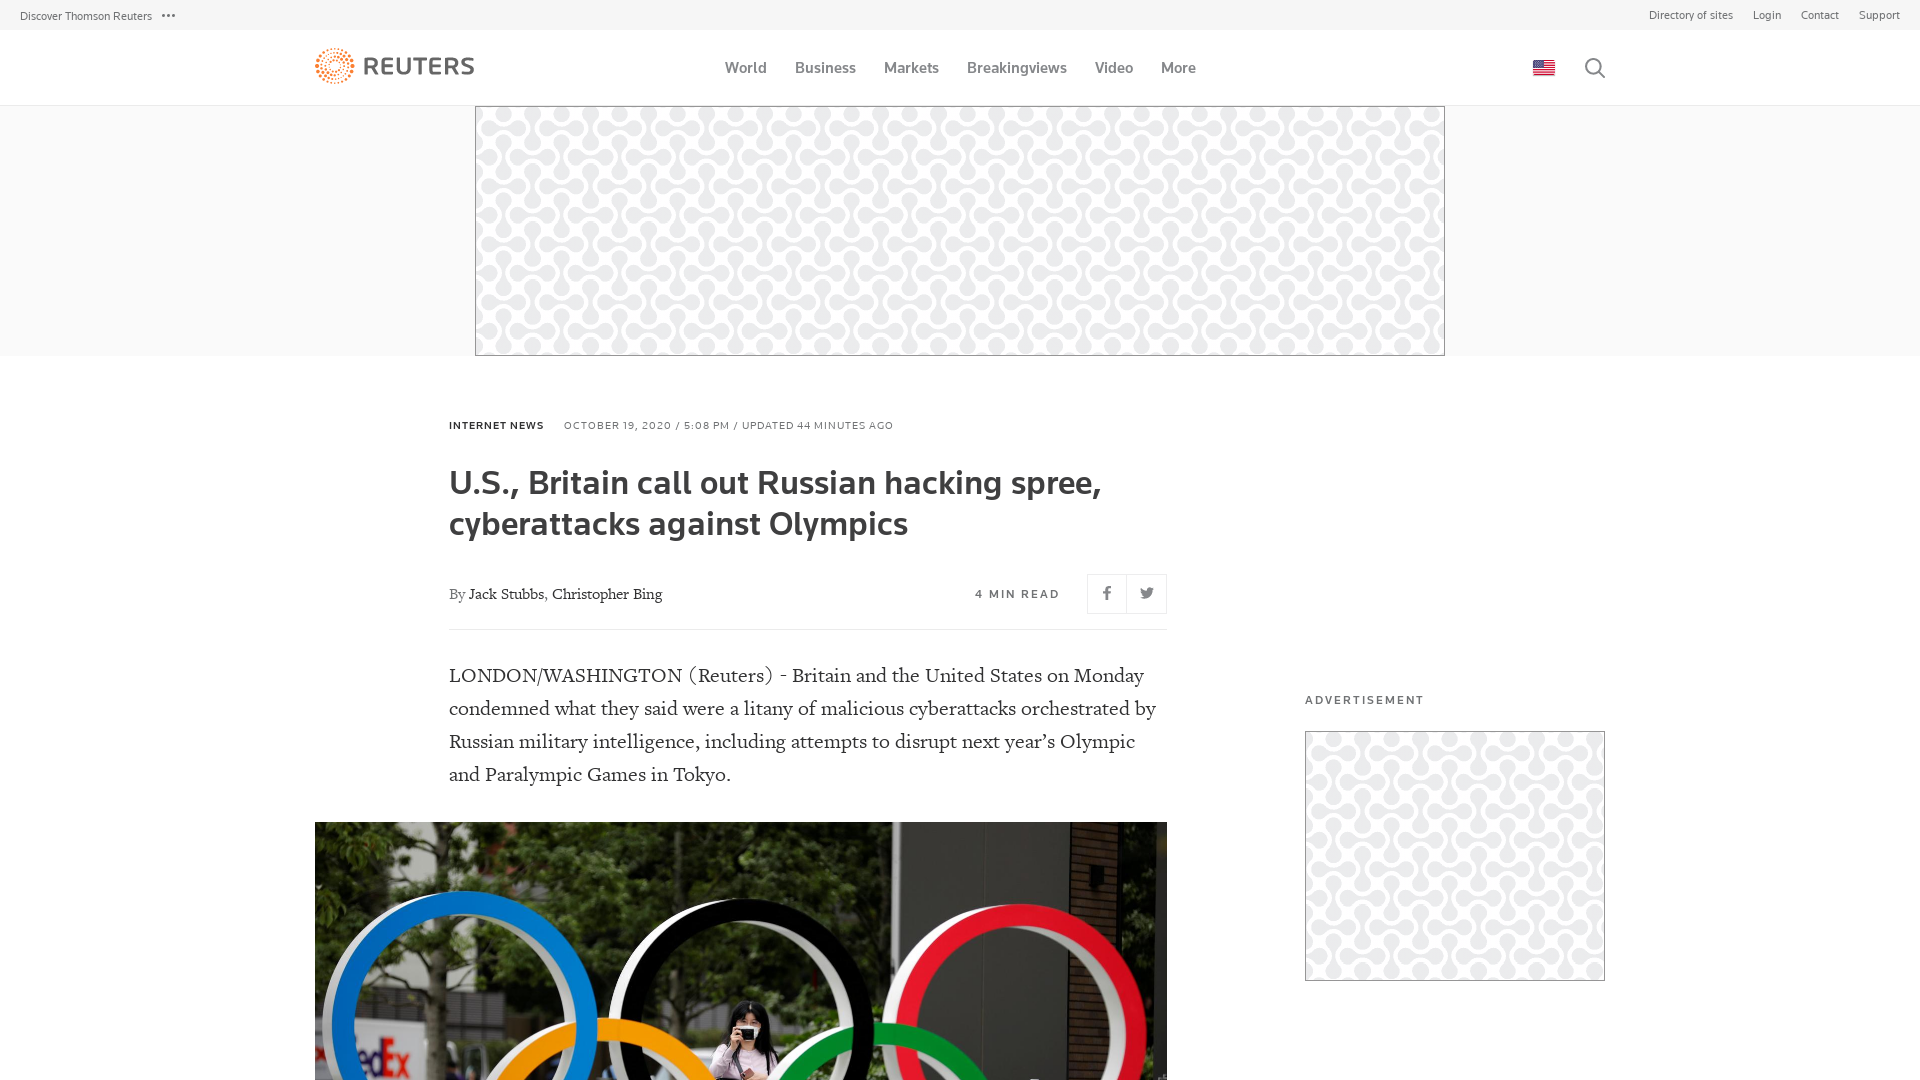 Discover Thomson Reuters
Directory of sites
Login
Contact
Support
REUTERS
World
Business
Markets
Breakingviews
Video
More
INTERNET NEWS
OCTOBER 19, 2020 / 5:08 PM / UPDATED 44 MINUTES AGO
U.S., Britain call out Russian hacking spree,
cyberattacks against Olympics
By Jack Stubbs, Christopher Bing
4 MIN READ
LONDON/WASHINGTON (Reuters) - Britain and the United States on Monday
condemned what they said were a litany of malicious cyberattacks orchestrated by
Russian military intelligence, including attempts to disrupt next year’s Olympic
and Paralympic Games in Tokyo.
ADVERTISEMENT
edEx